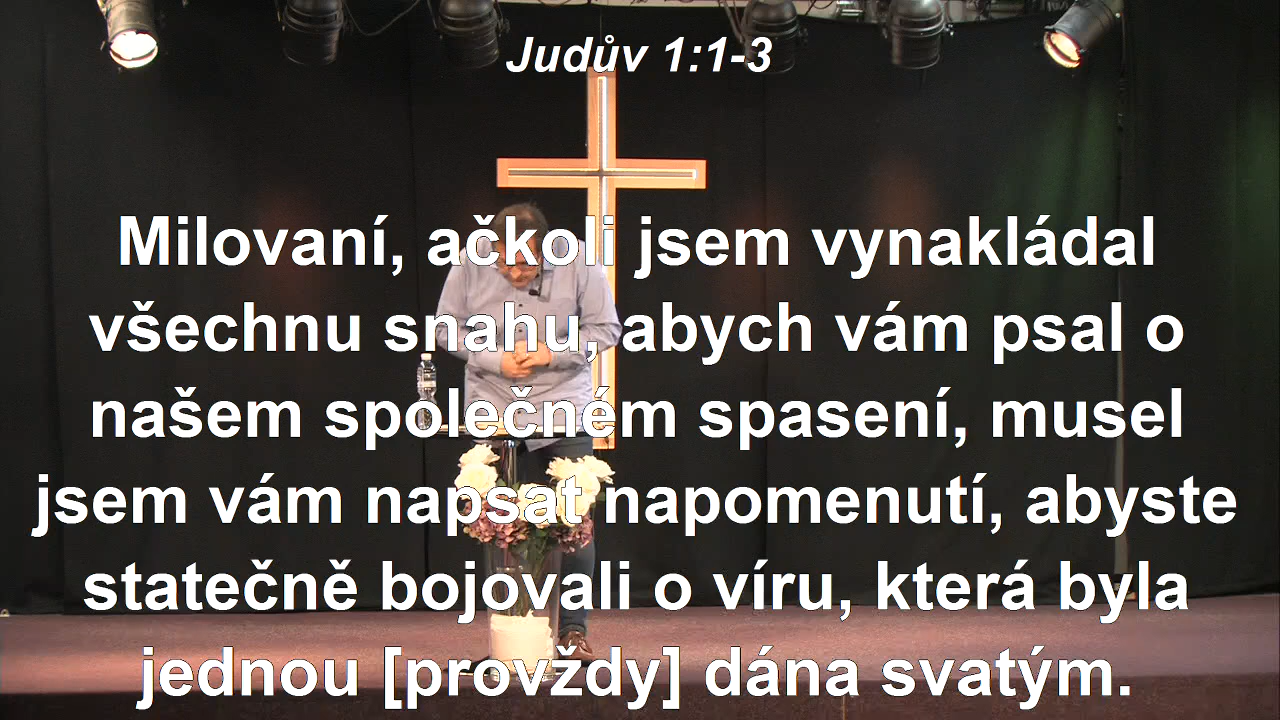 Judův 1:1-3
Milovaní, ačkoli jsem vynakládal
všechnu snahu, abych vám psal o
našem společném spasení, musel
jsem vám napsat napomenutí, abyste
statečně bojovali o víru, která byla
jednou [provždy] dána svatým.